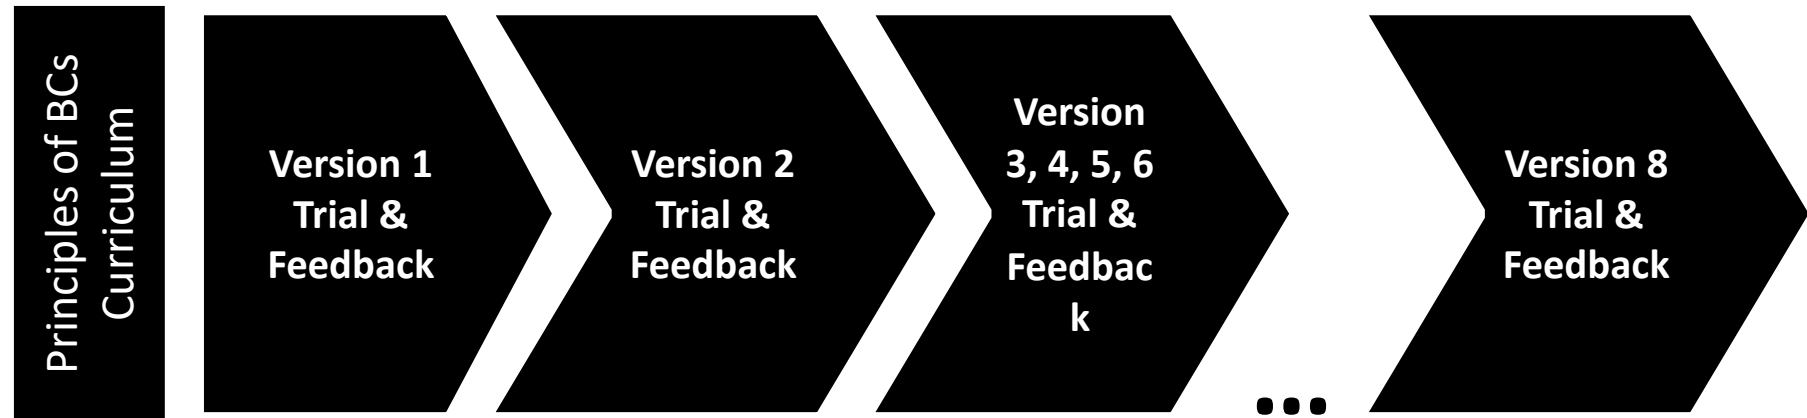 Principles of BCs
Curriculum
Version 1
Trial &
Feedback
Version 2
Trial &
Feedback
Version
3, 4, 5, 6
Trial &
Feedbac
k
...
Version 8
Trial &
Feedback